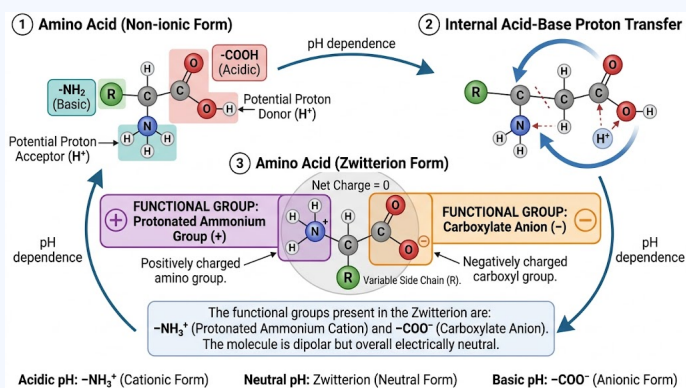 1 Amino Acid (Non-ionic Form)
-COOH
(Acidic)
-NH₂
(Basic)
R
H
C
C
O
O
H
N
H
H
H
Potential Proton
Donor (H⁺)
Potential Proton
Acceptor (H⁺)
pH dependence
2 Internal Acid-Base Proton Transfer
R
C
H
C
H
C
O
O
H
N
H
H
H⁺
3 Amino Acid (Zwitterion Form)
Net Charge = 0
+ FUNCTIONAL GROUP:
Protonated Ammonium
Group (+)
H
H
H
N
+
H
C
C
O
O
−
R
FUNCTIONAL GROUP:
Carboxylate Anion (−)
−
Positively charged
amino group.
Variable Side Chain (R).
Negatively charged
carboxyl group.
pH
dependence
pH
dependence
The functional groups present in the Zwitterion are:
−NH₃⁺ (Protonated Ammonium Cation) and −COO⁻ (Carboxylate Anion).
The molecule is dipolar but overall electrically neutral.
Acidic pH: −NH₃⁺ (Cationic Form) Neutral pH: Zwitterion (Neutral Form) Basic pH: −COO⁻ (Anionic Form)